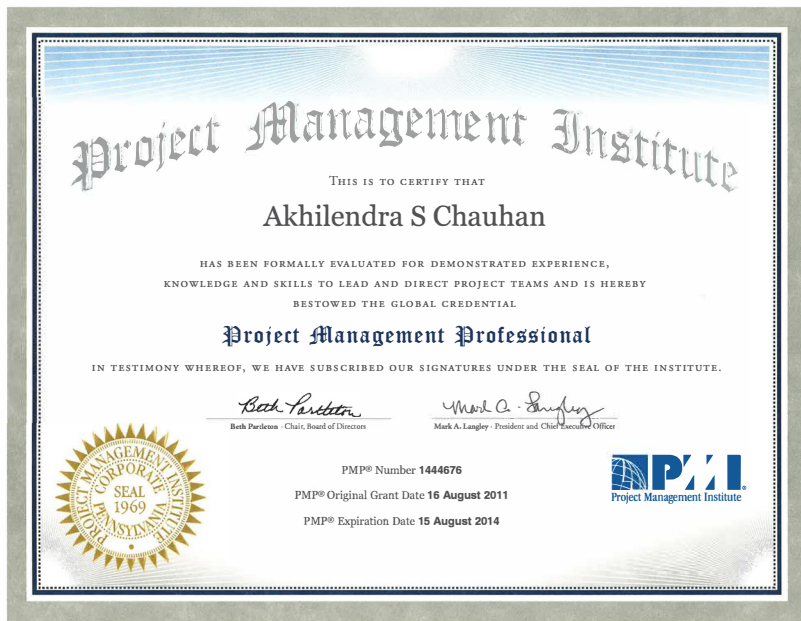 Project Management Institute
THIS IS TO CERTIFY THAT
Akhilendra S Chauhan
HAS BEEN FORMALLY EVALUATED FOR DEMONSTRATED EXPERIENCE,
KNOWLEDGE AND SKILLS TO LEAD AND DIRECT PROJECT TEAMS AND IS HEREBY
BESTOWED THE GLOBAL CREDENTIAL
Project Management Professional
IN TESTIMONY WHEREOF, WE HAVE SUBSCRIBED OUR SIGNATURES UNDER THE SEAL OF THE INSTITUTE.
Beth Partleton
Mark A. Langley
Beth Partleton · Chair, Board of Directors
Mark A. Langley · President and Chief Executive Officer
PROJECT MANAGEMENT INSTITUTE
CORPORATE
SEAL
1969
PENNSYLVANIA
PMP® Number 1444676
PMP® Original Grant Date 16 August 2011
PMP® Expiration Date 15 August 2014
PMI®
Project Management Institute